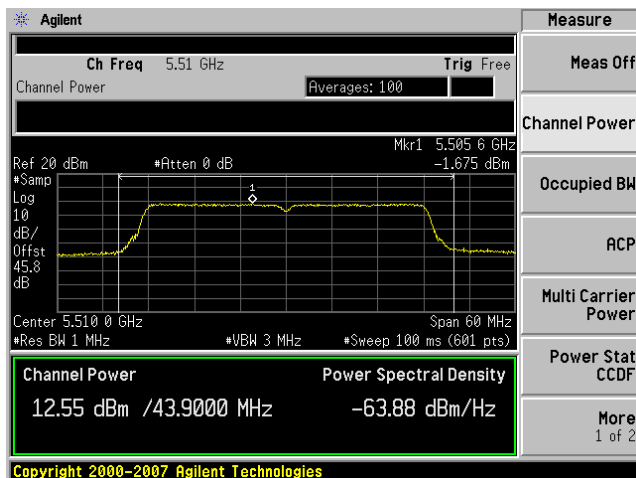 Agilent
Ch Freq 5.51 GHz Trig Free
Channel Power Averages: 100
Mkr1 5.505 6 GHz
Ref 20 dBm #Atten 0 dB -1.675 dBm
#Samp
Log
10
dB/
Offst
45.8
dB
1
Center 5.510 0 GHz Span 60 MHz
#Res BW 1 MHz #VBW 3 MHz #Sweep 100 ms (601 pts)
Channel Power Power Spectral Density
12.55 dBm /43.9000 MHz -63.88 dBm/Hz
Copyright 2000-2007 Agilent Technologies
Measure
Meas Off
Channel Power
Occupied BW
ACP
Multi Carrier
Power
Power Stat
CCDF
More
1 of 2